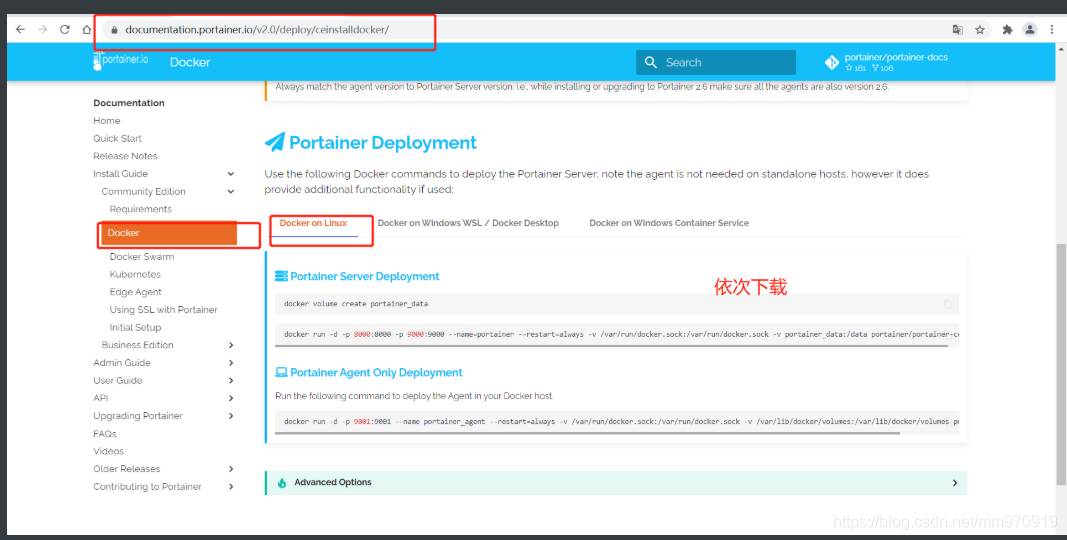 documentation.portainer.io/v2.0/deploy/ceinstalldocker/
portainer.io
Docker
Search
portainer/portainer-docs
161 106
Always match the agent version to Portainer Server version. i.e., while installing or upgrading to Portainer 2.6 make sure all the agents are also version 2.6.
Documentation
Home
Quick Start
Release Notes
Install Guide
Community Edition
Requirements
Docker
Docker Swarm
Kubernetes
Edge Agent
Using SSL with Portainer
Initial Setup
Business Edition
Admin Guide
User Guide
API
Upgrading Portainer
FAQs
Videos
Older Releases
Contributing to Portainer
Portainer Deployment
Use the following Docker commands to deploy the Portainer Server; note the agent is not needed on standalone hosts, however it does
provide additional functionality if used:
Docker on Linux
Docker on Windows WSL / Docker Desktop
Docker on Windows Container Service
Portainer Server Deployment
依次下载
docker volume create portainer_data
docker run -d -p 8000:8000 -p 9000:9000 --name=portainer --restart=always -v /var/run/docker.sock:/var/run/docker.sock -v portainer_data:/data portainer/portainer-c
Portainer Agent Only Deployment
Run the following command to deploy the Agent in your Docker host.
docker run -d -p 9001:9001 --name portainer_agent --restart=always -v /var/run/docker.sock:/var/run/docker.sock -v /var/lib/docker/volumes:/var/lib/docker/volumes
Advanced Options
https://blog.csdn.net/mm970919